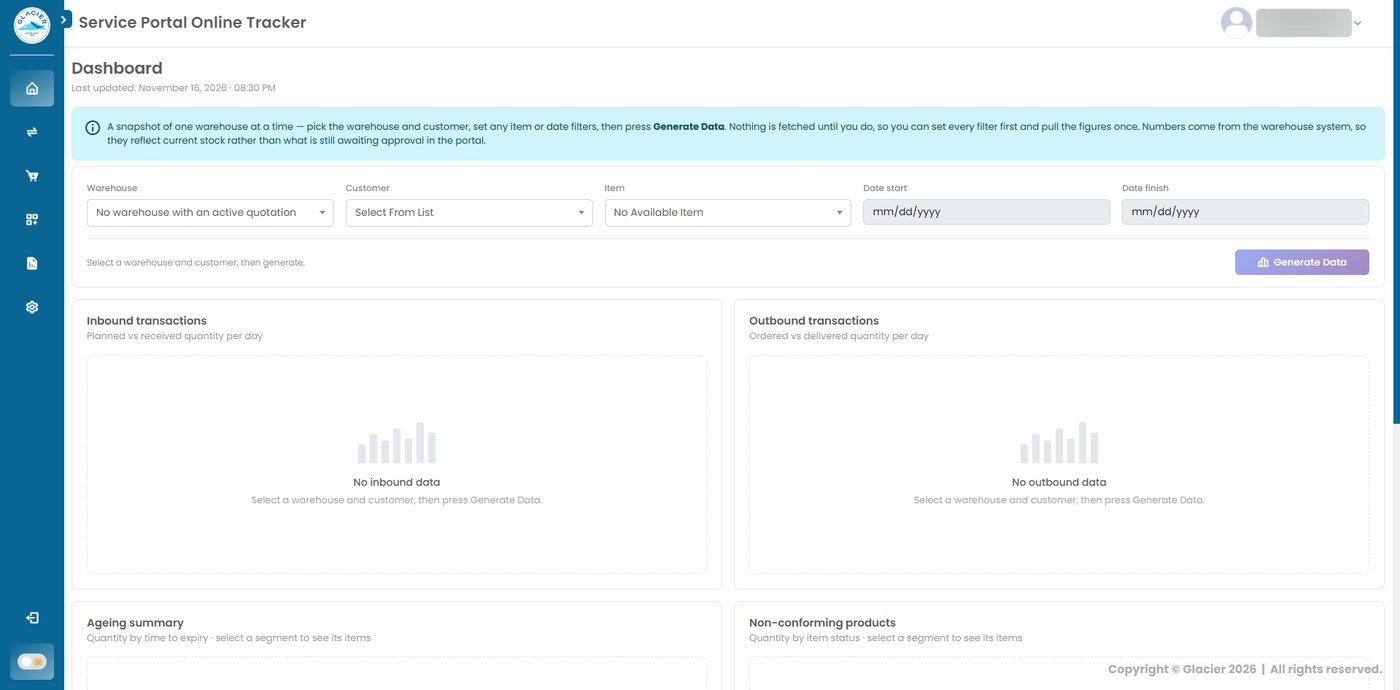 GLACIER
Service Portal Online Tracker
Dashboard
Last updated: November 16, 2026 · 08:30 PM
A snapshot of one warehouse at a time — pick the warehouse and customer, set any item or date filters, then press Generate Data. Nothing is fetched until you do, so you can set every filter first and pull the figures once. Numbers come from the warehouse system, so
they reflect current stock rather than what is still awaiting approval in the portal.
Warehouse Customer Item Date start Date finish
No warehouse with an active quotation Select From List No Available Item mm/dd/yyyy mm/dd/yyyy
Select a warehouse and customer, then generate. Generate Data
Inbound transactions
Planned vs received quantity per day
No inbound data
Select a warehouse and customer, then press Generate Data.
Outbound transactions
Ordered vs delivered quantity per day
No outbound data
Select a warehouse and customer, then press Generate Data.
Ageing summary
Quantity by time to expiry · select a segment to see its items
Non-conforming products
Quantity by item status · select a segment to see its items
Copyright © Glacier 2026 | All rights reserved.